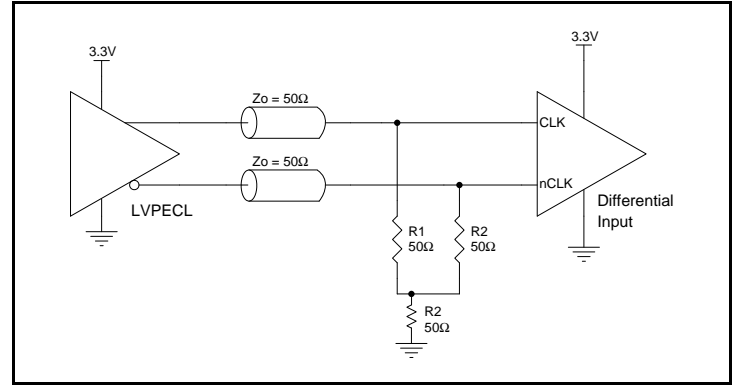 3.3V
3.3V
Zo = 50Ω
CLK
Zo = 50Ω
nCLK
LVPECL
Differential
Input
R1
50Ω
R2
50Ω
R2
50Ω